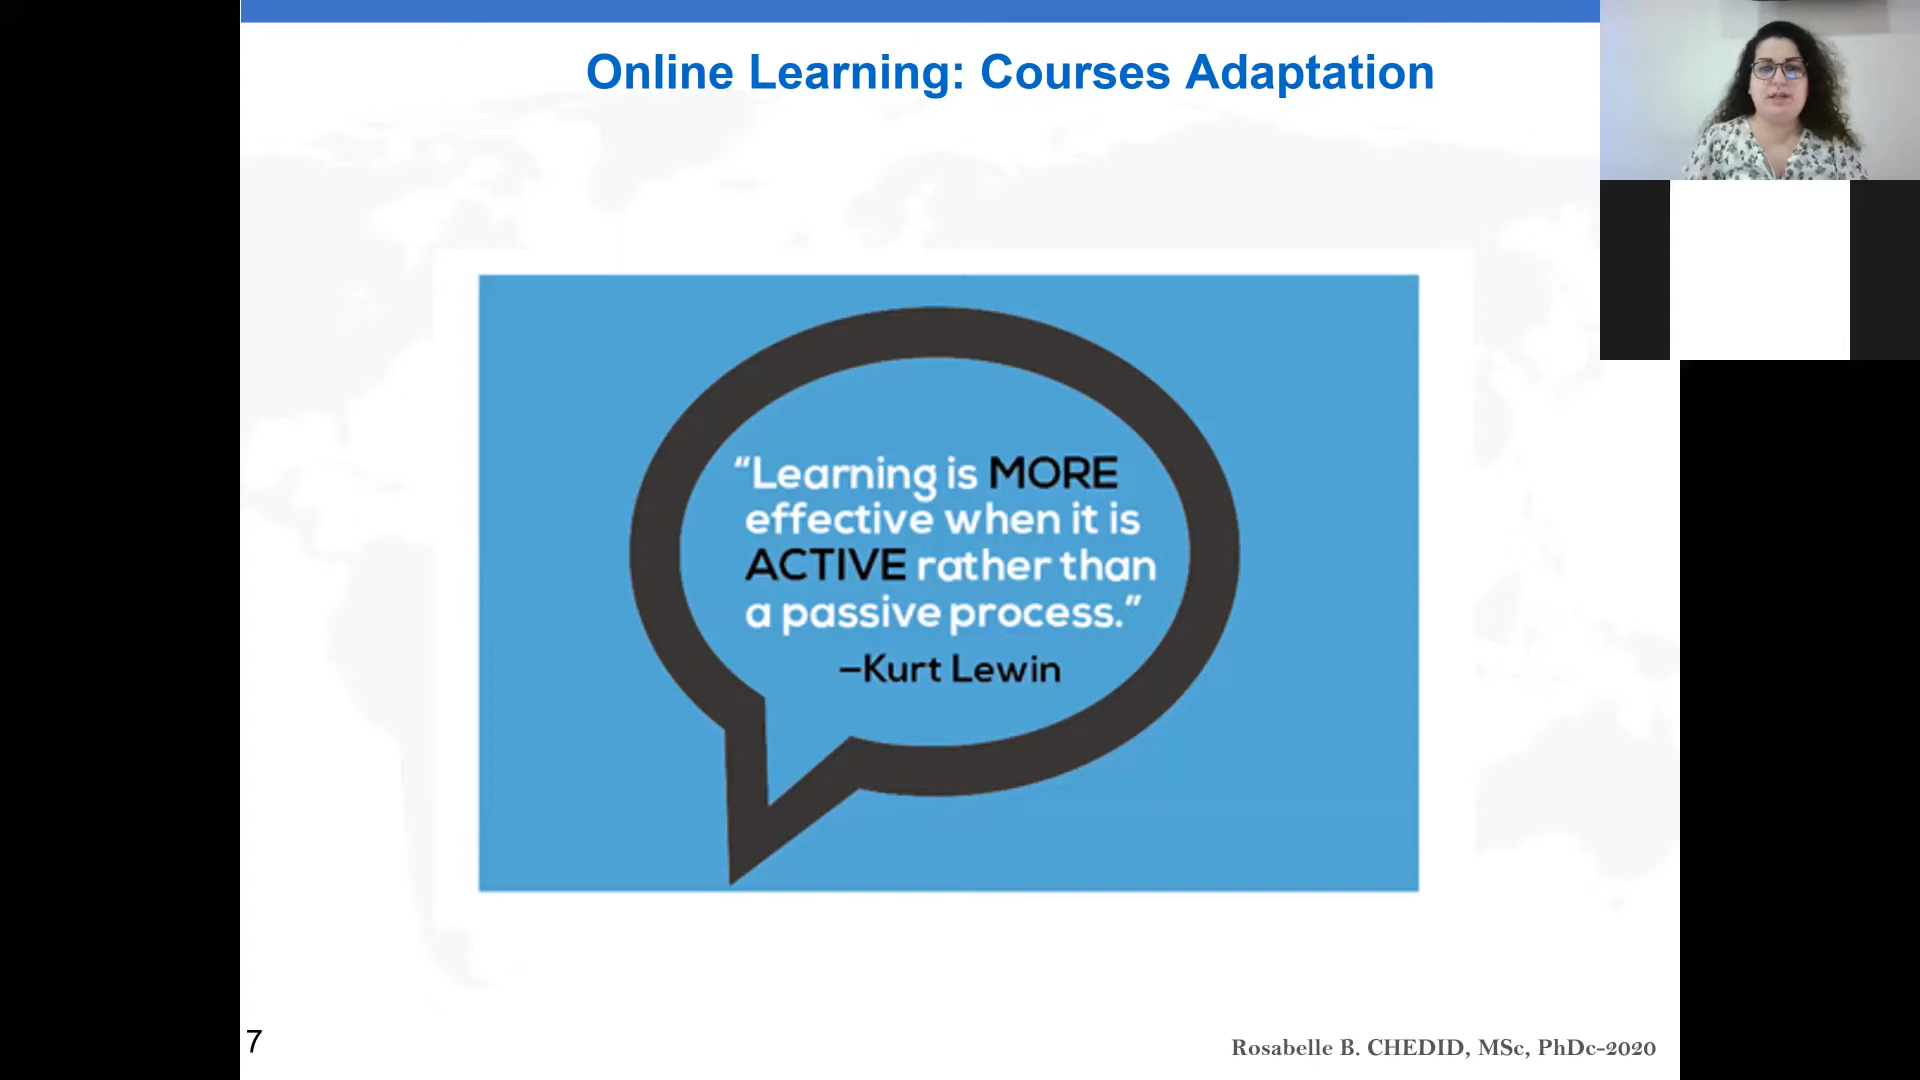 Online Learning: Courses Adaptation
“Learning is MORE
effective when it is
ACTIVE rather than
a passive process.”
–Kurt Lewin
7
Rosabelle B. CHEDID, MSc, PhDc-2020